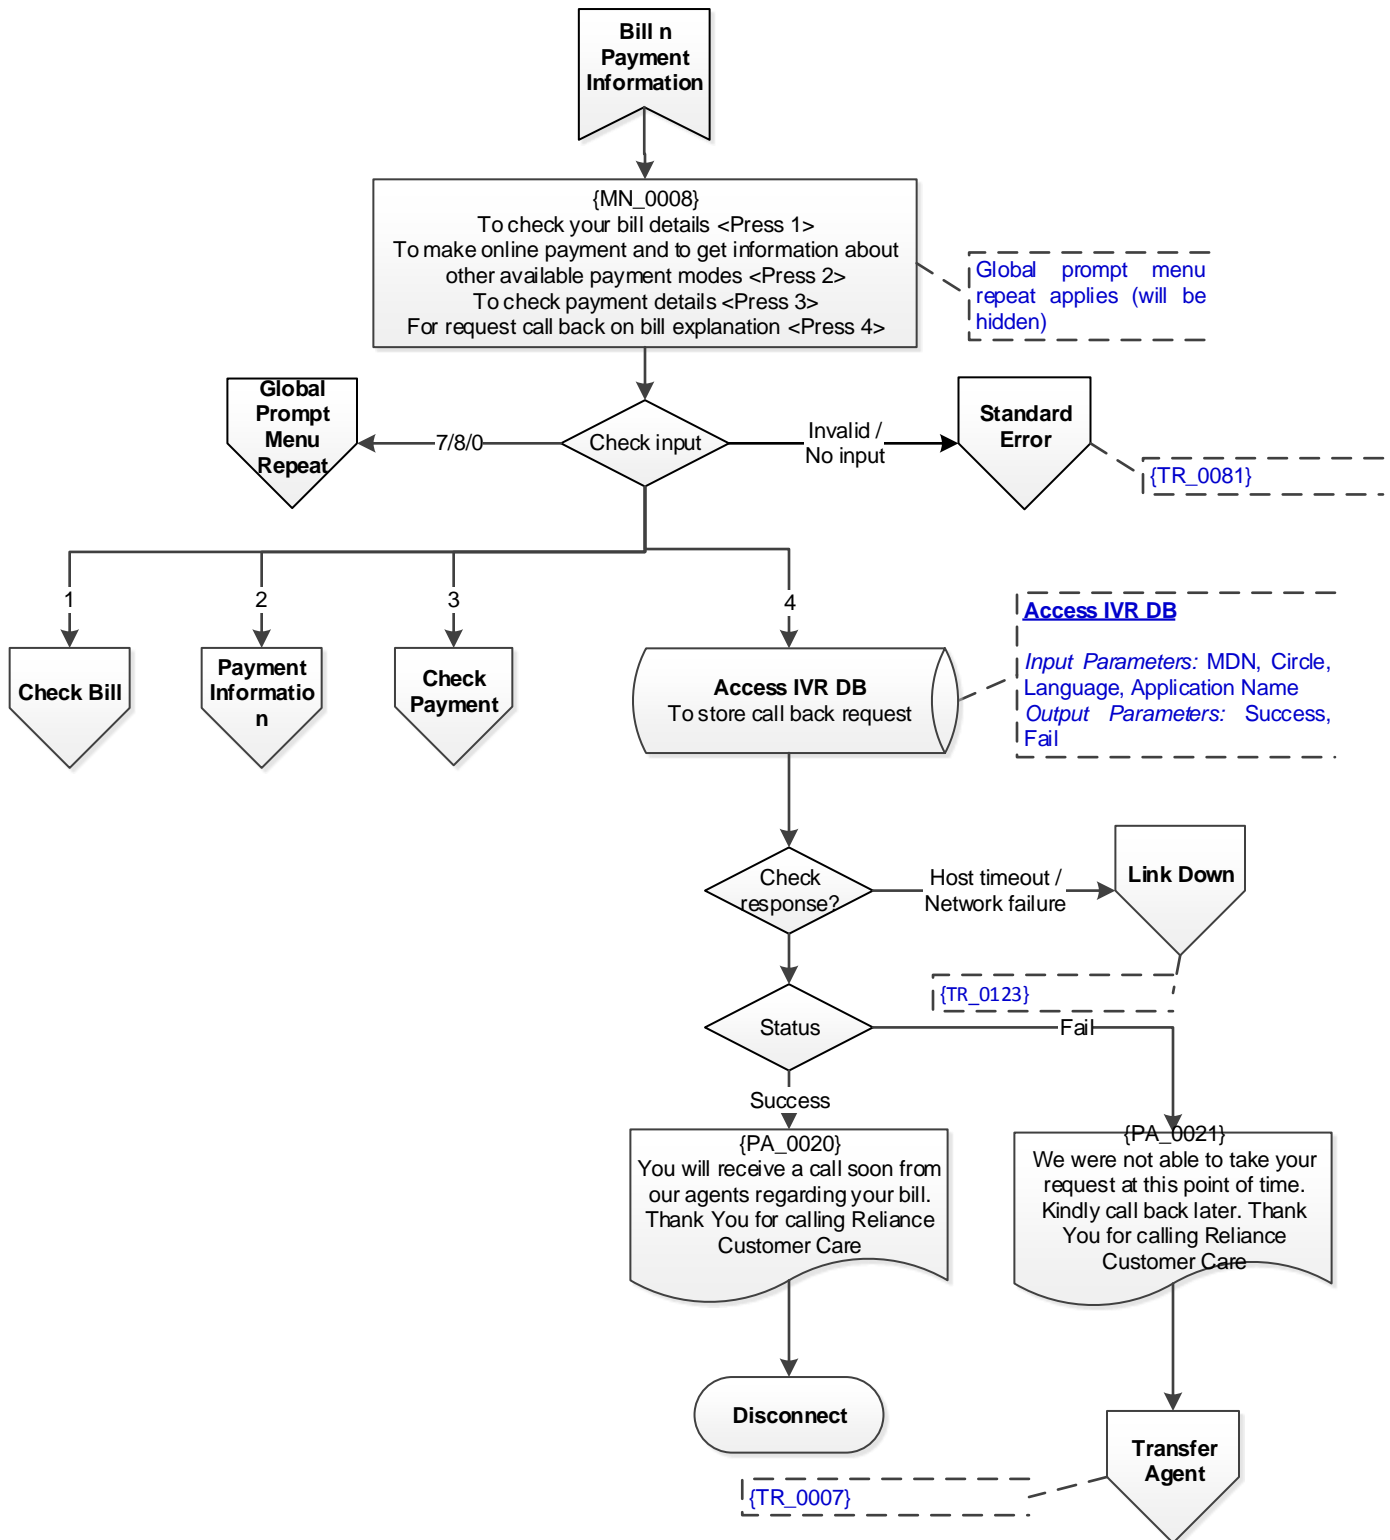 Bill n
Payment
Information
{MN_0008}
To check your bill details <Press 1>
To make online payment and to get information about
other available payment modes <Press 2>
To check payment details <Press 3>
For request call back on bill explanation <Press 4>
Global prompt menu
repeat applies (will be
hidden)
Global
Prompt
Menu
Repeat
7/8/0
Check input
Invalid /
No input
Standard
Error
{TR_0081}
1
2
3
4
Check Bill
Payment
Informatio
n
Check
Payment
Access IVR DB
To store call back request
Access IVR DB
Input Parameters: MDN, Circle,
Language, Application Name
Output Parameters: Success,
Fail
Check
response?
Host timeout /
Network failure
Link Down
{TR_0123}
Status
Fail
Success
{PA_0020}
You will receive a call soon from
our agents regarding your bill.
Thank You for calling Reliance
Customer Care
{PA_0021}
We were not able to take your
request at this point of time.
Kindly call back later. Thank
You for calling Reliance
Customer Care
Disconnect
Transfer
Agent
{TR_0007}